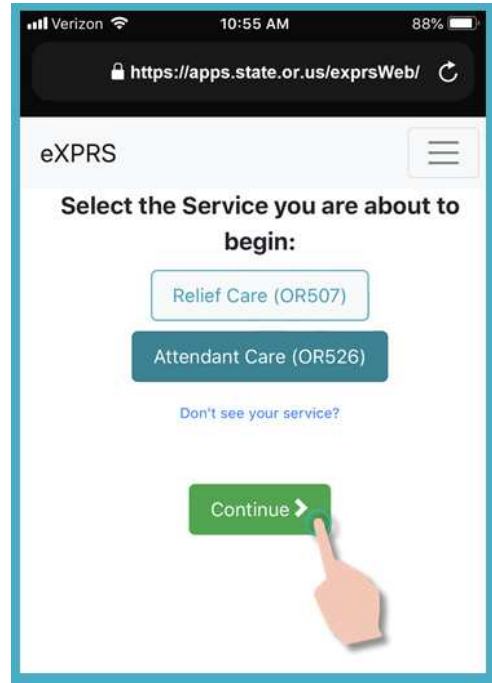 Verizon 10:55 AM 88%
https://apps.state.or.us/exprsWeb/
eXPRS
Select the Service you are about to
begin:
Relief Care (OR507)
Attendant Care (OR526)
Don't see your service?
Continue